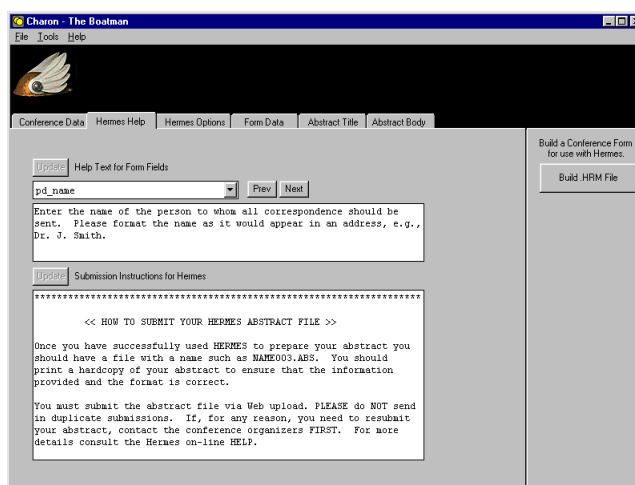 Charon - The Boatman
File Tools Help
Conference Data Hermes Help Hermes Options Form Data Abstract Title Abstract Body
Build a Conference Form
for use with Hermes.
Build .HRM File
Update Help Text for Form Fields
pd_name Prev Next
Enter the name of the person to whom all correspondence should be
sent. Please format the name as it would appear in an address, e.g.,
Dr. J. Smith.
Update Submission Instructions for Hermes
**********************************************************************
<< HOW TO SUBMIT YOUR HERMES ABSTRACT FILE >>
Once you have successfully used HERMES to prepare your abstract you
should have a file with a name such as NAME003.ABS. You should
print a hardcopy of your abstract to ensure that the information
provided and the format is correct.
You must submit the abstract file via Web upload. PLEASE do NOT send
in duplicate submissions. If, for any reason, you need to resubmit
your abstract, contact the conference organizers FIRST. For more
details consult the Hermes on-line HELP.